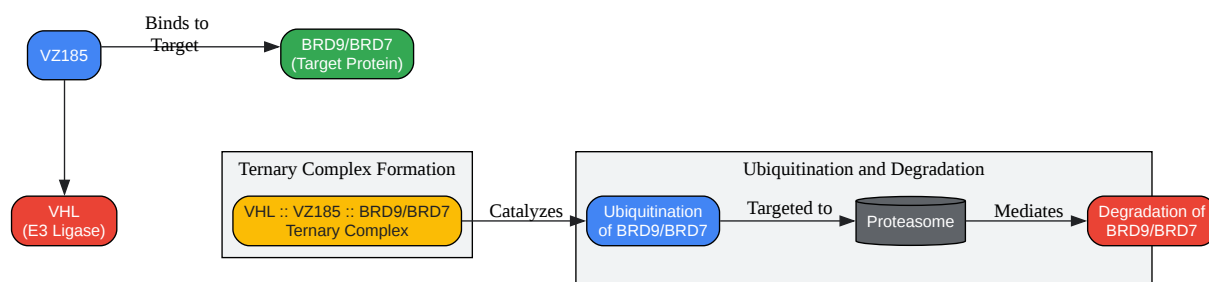 VZ185
Binds to
Target
BRD9/BRD7
(Target Protein)
VHL
(E3 Ligase)
Ternary Complex Formation
VHL :: VZ185 :: BRD9/BRD7
Ternary Complex
Catalyzes
Ubiquitination and Degradation
Ubiquitination
of BRD9/BRD7
Targeted to
Proteasome
Mediates
Degradation of
BRD9/BRD7